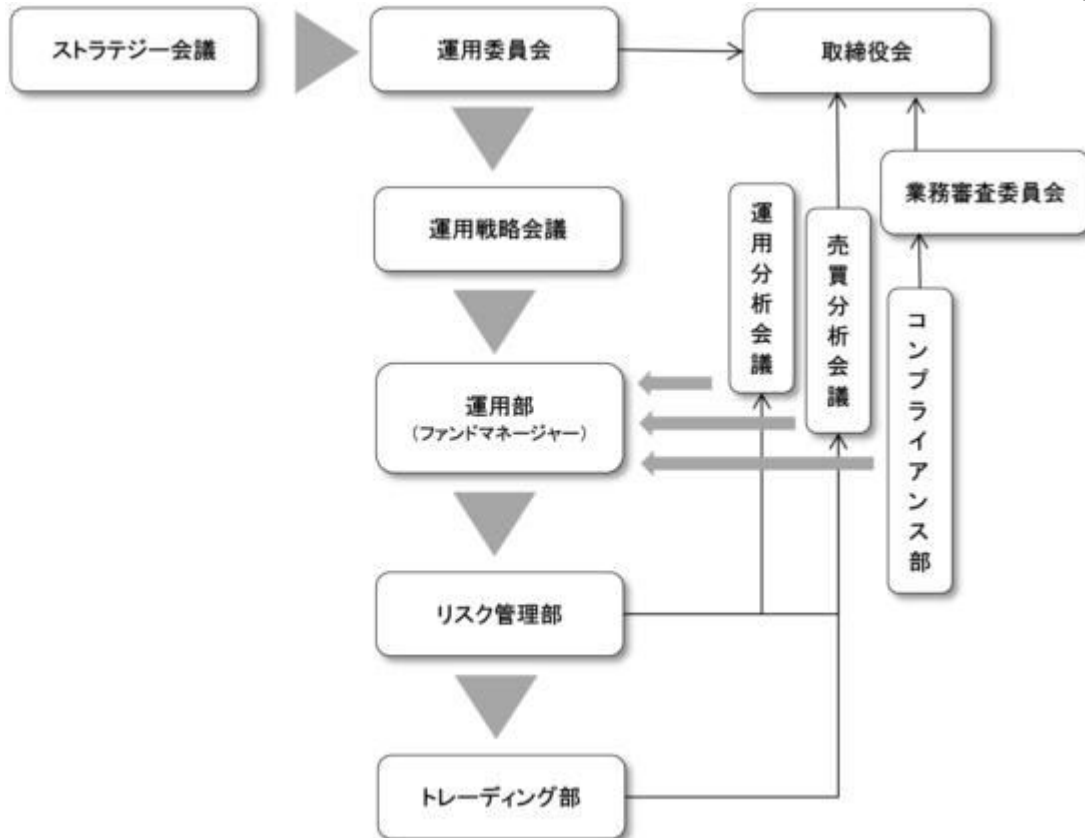 ストラテジー会議
運用委員会
取締役会
業務審査委員会
運用戦略会議
運用分析会議
売買分析会議
コンプライアンス部
運用部
(ファンドマネージャー)
リスク管理部
トレーディング部